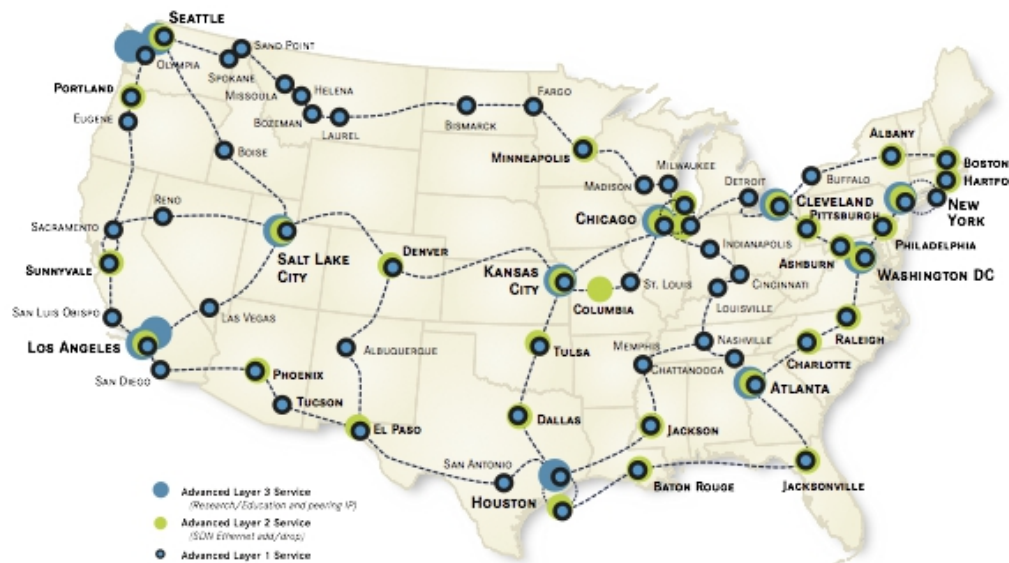 SEATTLE
SAND POINT
OLYMPIA
SPOKANE
PORTLAND
MISSOULA
HELENA
EUGENE
BOZEMAN
LAUREL
BISMARCK
FARGO
BOISE
MINNEAPOLIS
MILWAUKEE
MADISON
DETROIT
ALBANY
BOSTON
BUFFALO
HARTFO
CLEVELAND
NEW
YORK
PITTSBURGH
CHICAGO
RENO
SACRAMENTO
SALT LAKE
CITY
DENVER
INDIANAPOLIS
PHILADELPHIA
ASHBURN
WASHINGTON DC
SUNNYVALE
KANSAS
CITY
ST. LOUIS
CINCINNATI
COLUMBIA
LOUISVILLE
SAN LUIS OBISPO
LAS VEGAS
LOS ANGELES
ALBUQUERQUE
TULSA
MEMPHIS
NASHVILLE
RALEIGH
CHATTANOOGA
CHARLOTTE
SAN DIEGO
PHOENIX
ATLANTA
TUCSON
DALLAS
EL PASO
JACKSON
SAN ANTONIO
HOUSTON
BATON ROUGE
JACKSONVILLE
Advanced Layer 3 Service
(Research/Education and peering IP)
Advanced Layer 2 Service
(SDN Ethernet add/drop)
Advanced Layer 1 Service